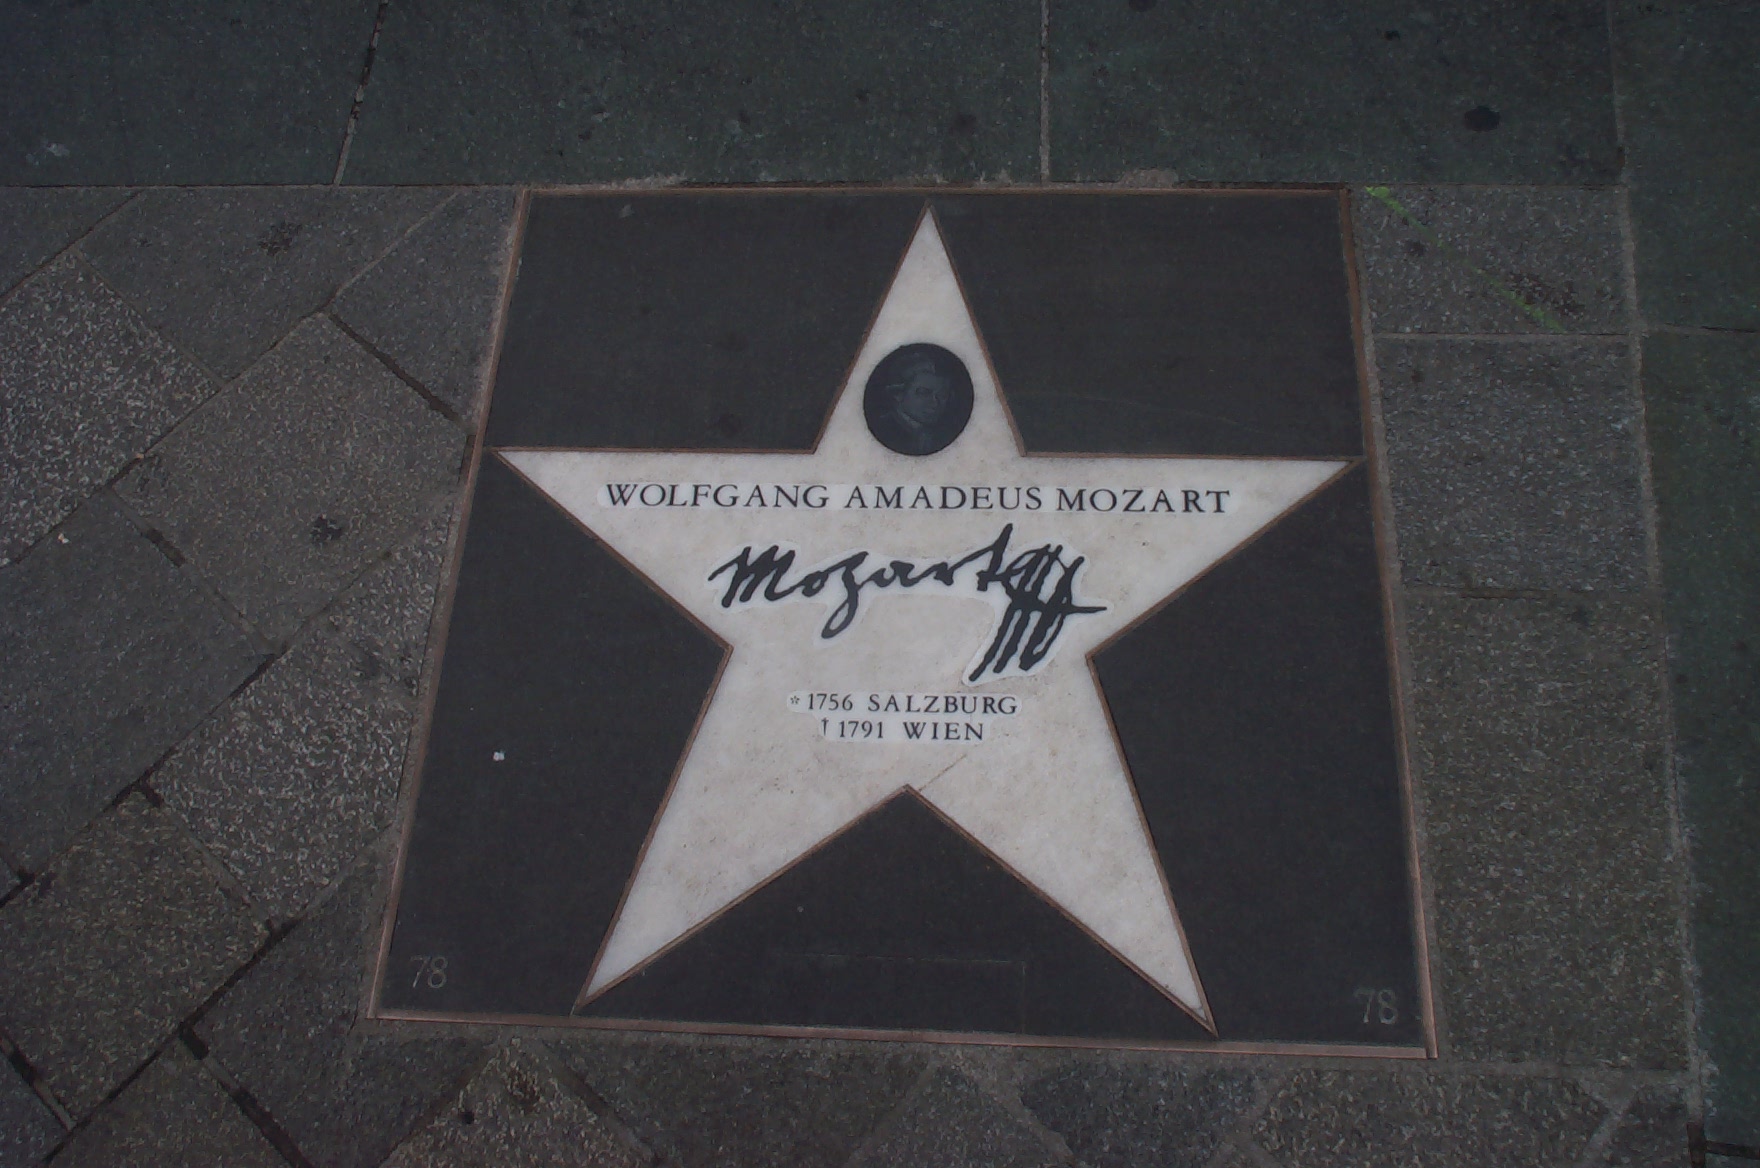 WOLFGANG AMADEUS MOZART
Mozart
* 1756 SALZBURG
† 1791 WIEN
78
78